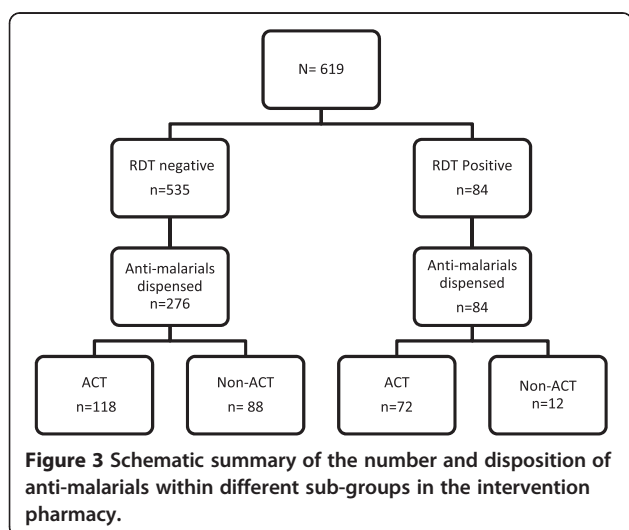 N= 619
RDT negative
n=535
RDT Positive
n=84
Anti-malarials
dispensed
n=276
Anti-malarials
dispensed
n=84
ACT
n=118
Non-ACT
n= 88
ACT
n=72
Non-ACT
n=12
Figure 3 Schematic summary of the number and disposition of
anti-malarials within different sub-groups in the intervention
pharmacy.